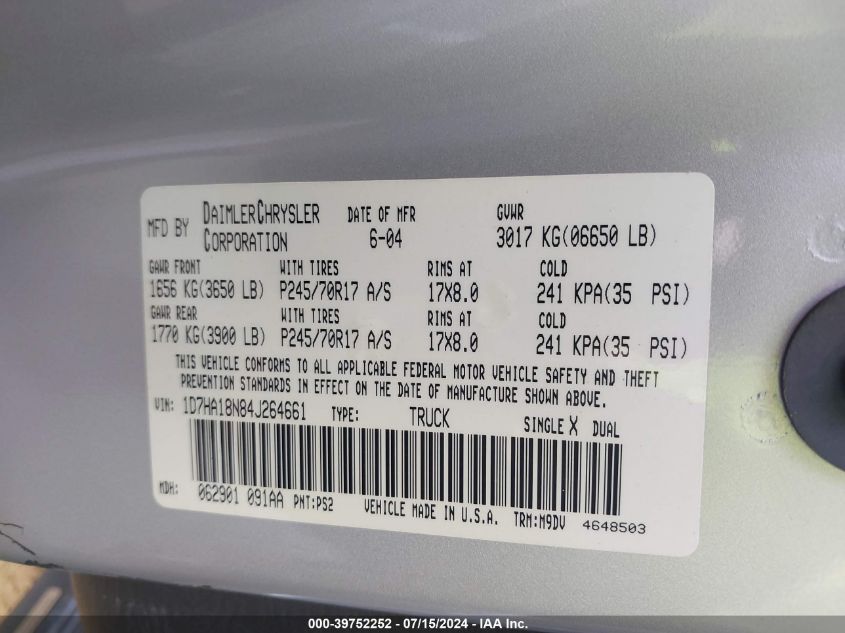 MFD BY DAIMLERCHRYSLER CORPORATION DATE OF MFR 6-04 GVWR 3017 KG(06650 LB)
GAWR FRONT WITH TIRES RIMS AT COLD
1656 KG(3650 LB) P245/70R17 A/S 17X8.0 241 KPA(35 PSI)
GAWR REAR WITH TIRES RIMS AT COLD
1770 KG(3900 LB) P245/70R17 A/S 17X8.0 241 KPA(35 PSI)
THIS VEHICLE CONFORMS TO ALL APPLICABLE FEDERAL MOTOR VEHICLE SAFETY AND THEFT
PREVENTION STANDARDS IN EFFECT ON THE DATE OF MANUFACTURE SHOWN ABOVE.
VIN: 1D7HA18N84J264661 TYPE: TRUCK SINGLE X DUAL
MDH: 062901 091AA PNT:PS2 VEHICLE MADE IN U.S.A. TRM:M9DV 4648503
000-39752252 - 07/15/2024 - IAA Inc.